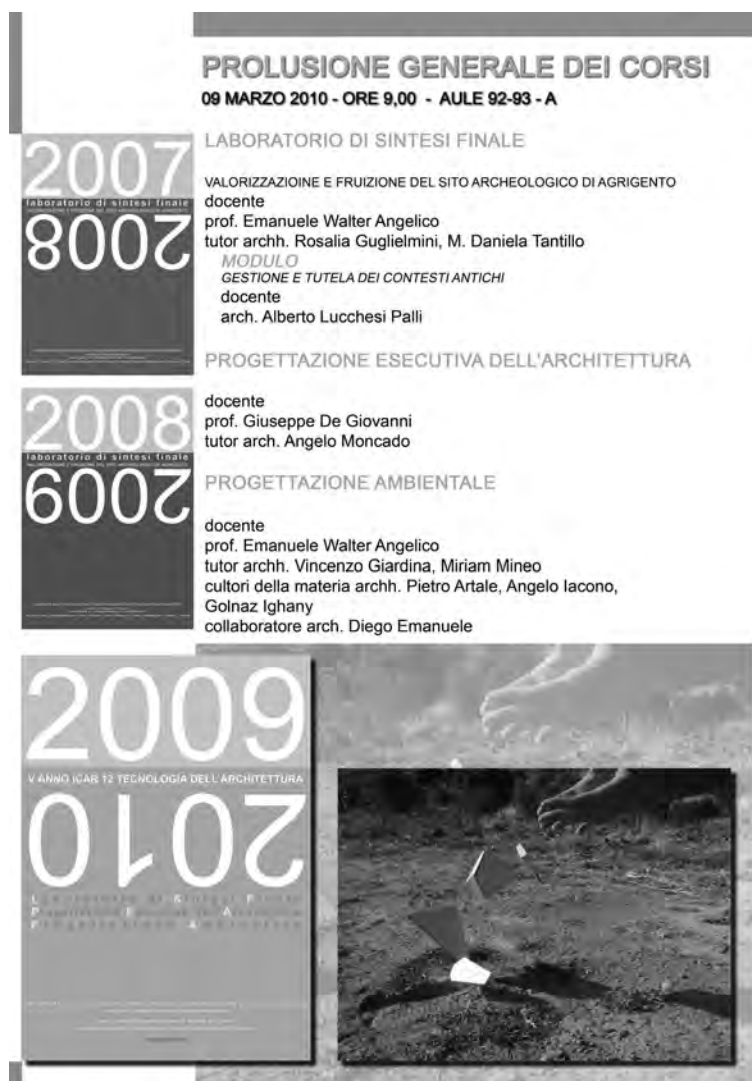 PROLUSIONE GENERALE DEI CORSI
09 MARZO 2010 - ORE 9,00 - AULE 92-93 - A
LABORATORIO DI SINTESI FINALE
VALORIZZAZIOINE E FRUIZIONE DEL SITO ARCHEOLOGICO DI AGRIGENTO
docente
prof. Emanuele Walter Angelico
tutor archh. Rosalia Guglielmini, M. Daniela Tantillo
MODULO
GESTIONE E TUTELA DEI CONTESTI ANTICHI
docente
arch. Alberto Lucchesi Palli
PROGETTAZIONE ESECUTIVA DELL'ARCHITETTURA
docente
prof. Giuseppe De Giovanni
tutor arch. Angelo Moncado
PROGETTAZIONE AMBIENTALE
docente
prof. Emanuele Walter Angelico
tutor archh. Vincenzo Giardina, Miriam Mineo
cultori della materia archh. Pietro Artale, Angelo Iacono,
Golnaz Ighany
collaboratore arch. Diego Emanuele
2007
laboratorio di sintesi finale
2008
2008
laboratorio di sintesi finale
2009
2009
V ANNO ICAR 12 TECNOLOGIA DELL'ARCHITETTURA
2010
Laboratorio di Sintesi Finale